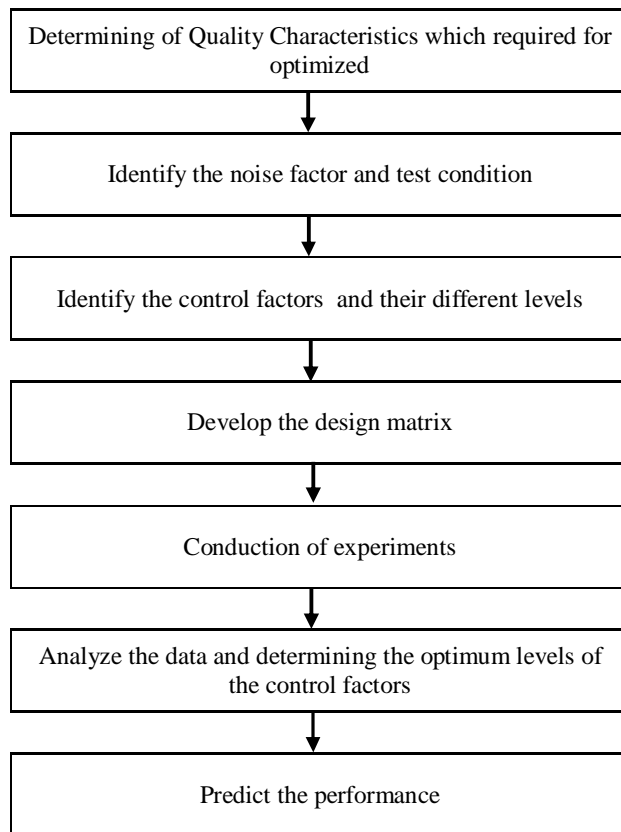 Determining of Quality Characteristics which required for
optimized
Identify the noise factor and test condition
Identify the control factors  and their different levels
Develop the design matrix
Conduction of experiments
Analyze the data and determining the optimum levels of
the control factors
Predict the performance